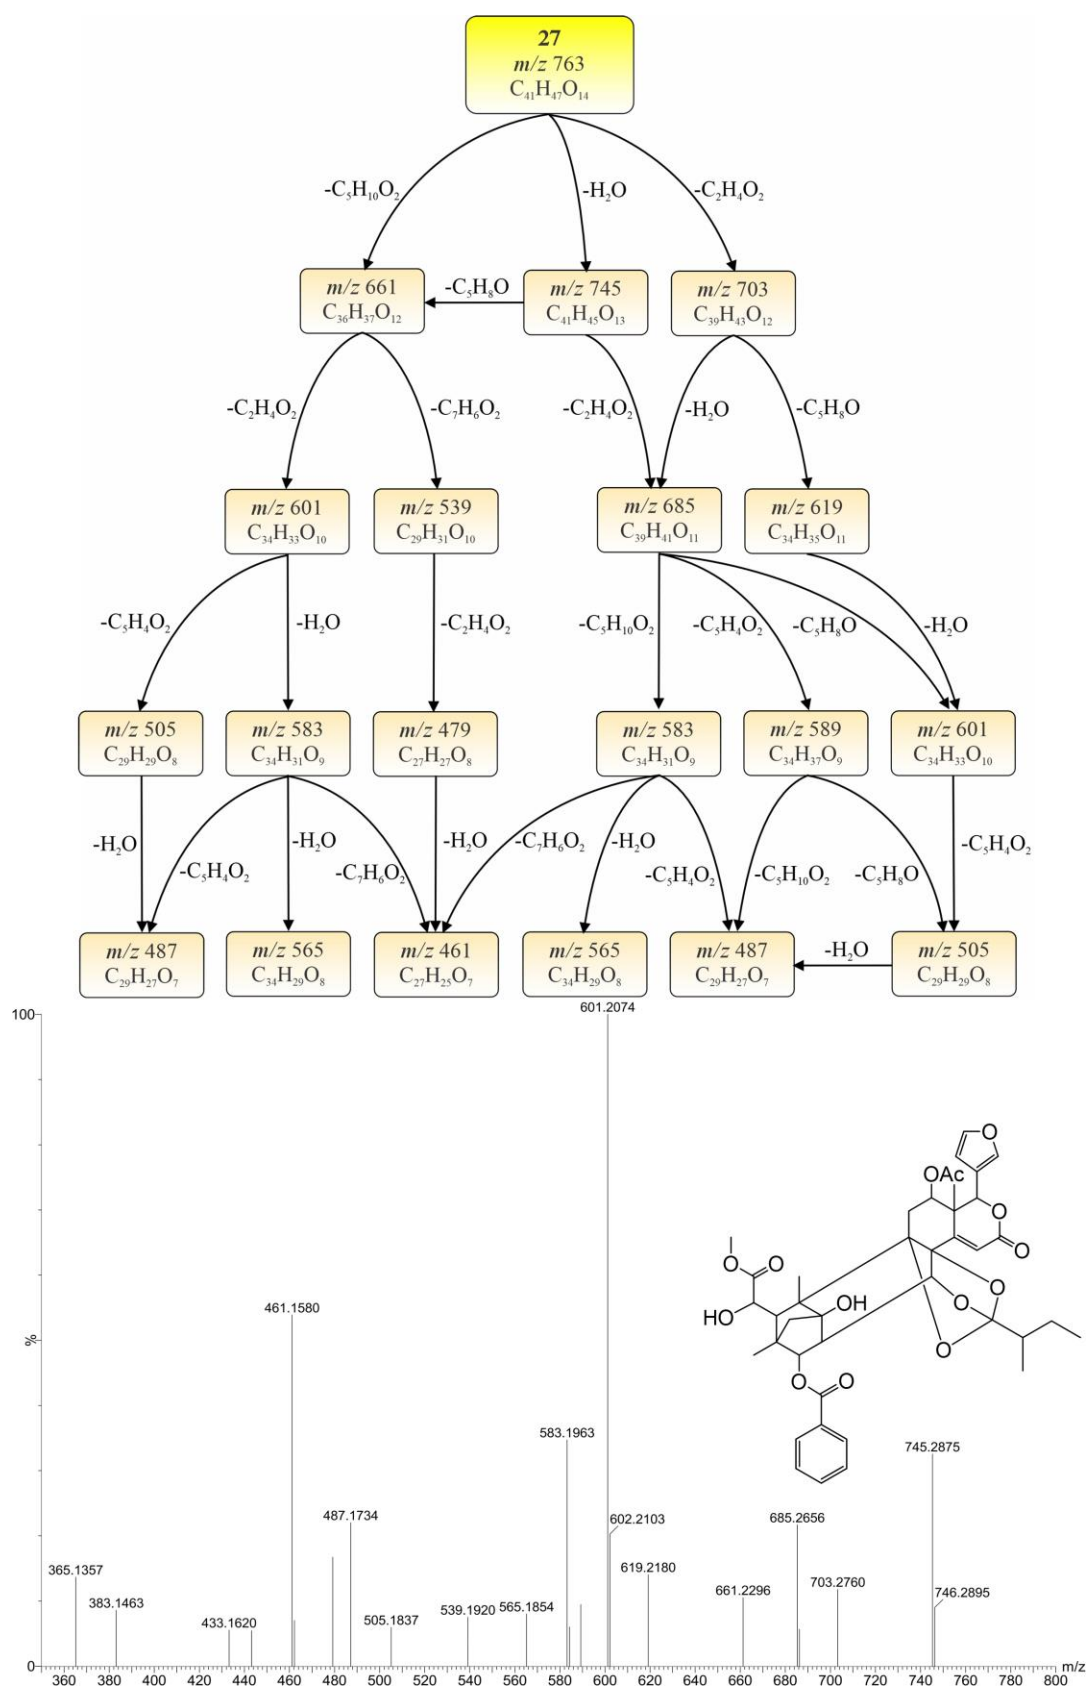 27
m/z 763
C₄₁H₄₇O₁₄
-C₅H₁₀O₂
-H₂O
-C₂H₄O₂
m/z 661
C₃₆H₃₇O₁₂
-C₅H₈O
m/z 745
C₄₁H₄₅O₁₃
m/z 703
C₃₉H₄₃O₁₂
-C₂H₄O₂
-C₇H₆O₂
-C₂H₄O₂
-H₂O
-C₅H₈O
m/z 601
C₃₄H₃₃O₁₀
m/z 539
C₂₉H₃₁O₁₀
m/z 685
C₃₉H₄₁O₁₁
m/z 619
C₃₄H₃₅O₁₁
-C₅H₄O₂
-H₂O
-C₂H₄O₂
-C₅H₁₀O₂
-C₅H₄O₂
-C₅H₈O
-H₂O
m/z 505
C₂₉H₂₉O₈
m/z 583
C₃₄H₃₁O₉
m/z 479
C₂₇H₂₇O₈
m/z 583
C₃₄H₃₁O₉
m/z 589
C₃₄H₃₇O₉
m/z 601
C₃₄H₃₃O₁₀
-H₂O
-C₅H₄O₂
-H₂O
-C₇H₆O₂
-H₂O
-C₇H₆O₂
-H₂O
-C₅H₄O₂
-C₅H₁₀O₂
-C₅H₈O
-C₅H₄O₂
m/z 487
C₂₉H₂₇O₇
m/z 565
C₃₄H₂₉O₈
m/z 461
C₂₇H₂₅O₇
m/z 565
C₃₄H₂₉O₈
m/z 487
C₂₉H₂₇O₇
-H₂O
m/z 505
C₂₉H₂₉O₈
100
601.2074
O
OAc
O
O
O
O
HO
OH
O
O
O
O
O
461.1580
%
583.1963
745.2875
487.1734
602.2103
685.2656
365.1357
383.1463
433.1620
505.1837
539.1920
565.1854
619.2180
661.2296
703.2760
746.2895
0
360 380 400 420 440 460 480 500 520 540 560 580 600 620 640 660 680 700 720 740 760 780 800 m/z